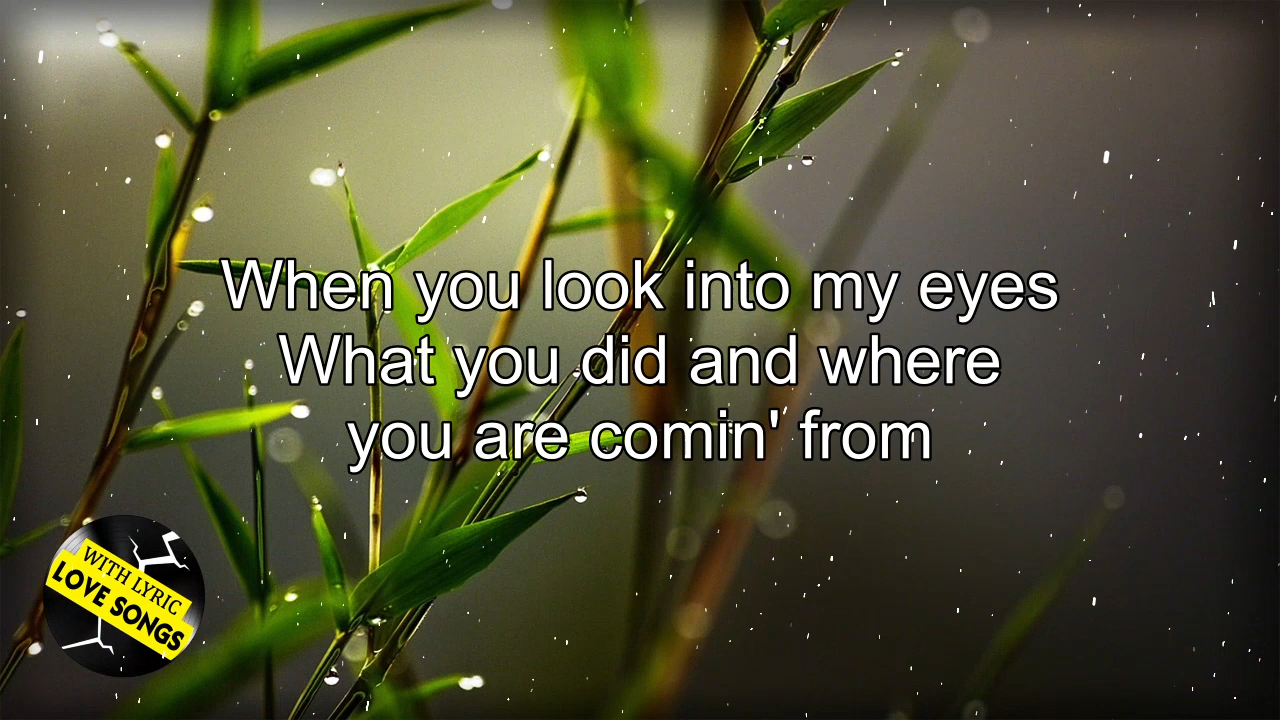 When you look into my eyes
What you did and where
you are comin' from
WITH LYRIC
LOVE SONGS